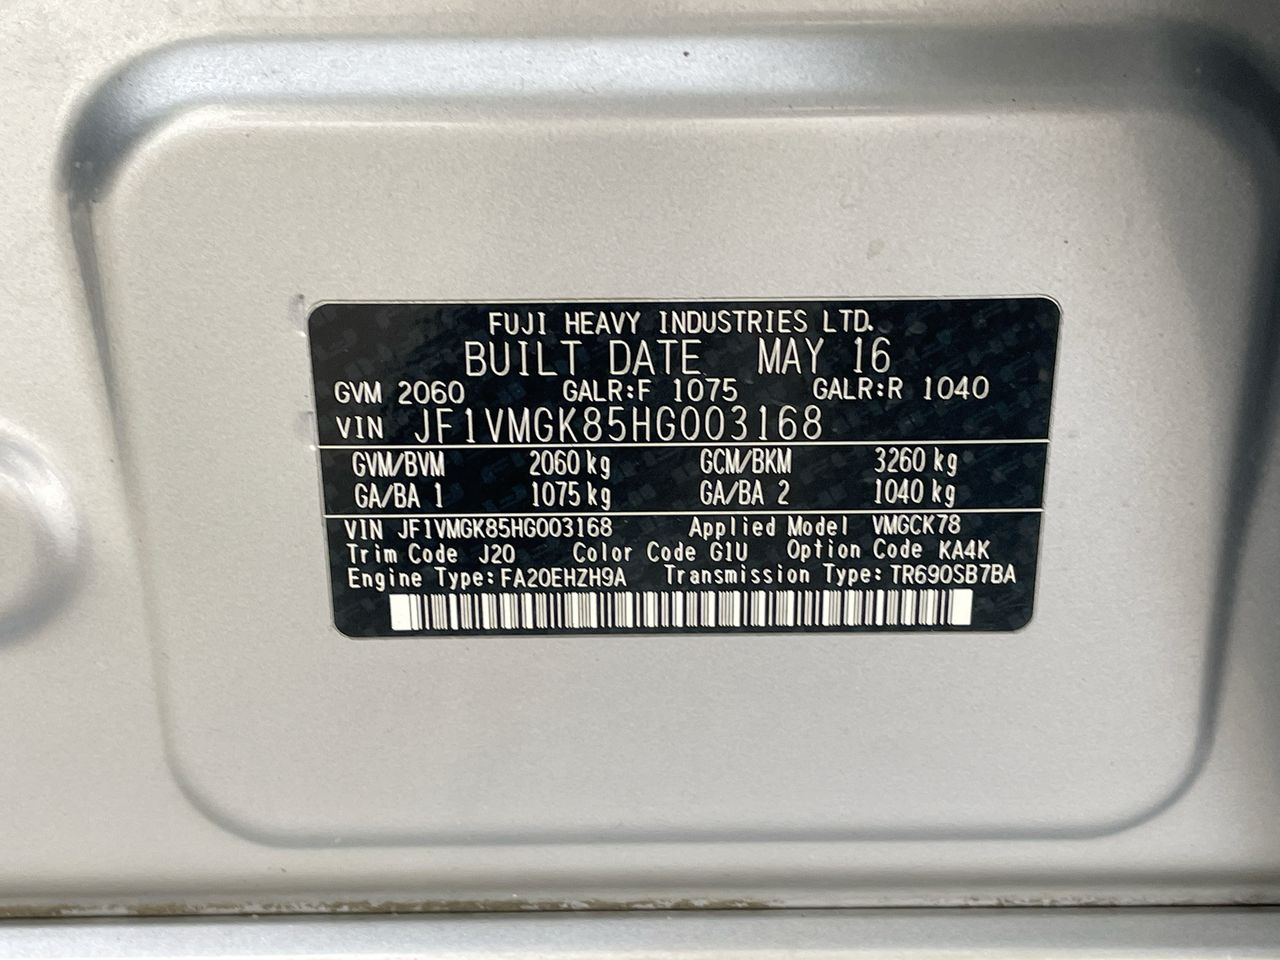 FUJI HEAVY INDUSTRIES LTD.
BUILT DATE MAY 16
GVM 2060 GALR:F 1075 GALR:R 1040
VIN JF1VMGK85HG003168
GVM/BVM 2060 kg GCM/BKM 3260 kg
GA/BA 1 1075 kg GA/BA 2 1040 kg
VIN JF1VMGK85HG003168 Applied Model VMGCK78
Trim Code J20 Color Code G1U Option Code KA4K
Engine Type: FA20EHZH9A Transmission Type: TR690SB7BA